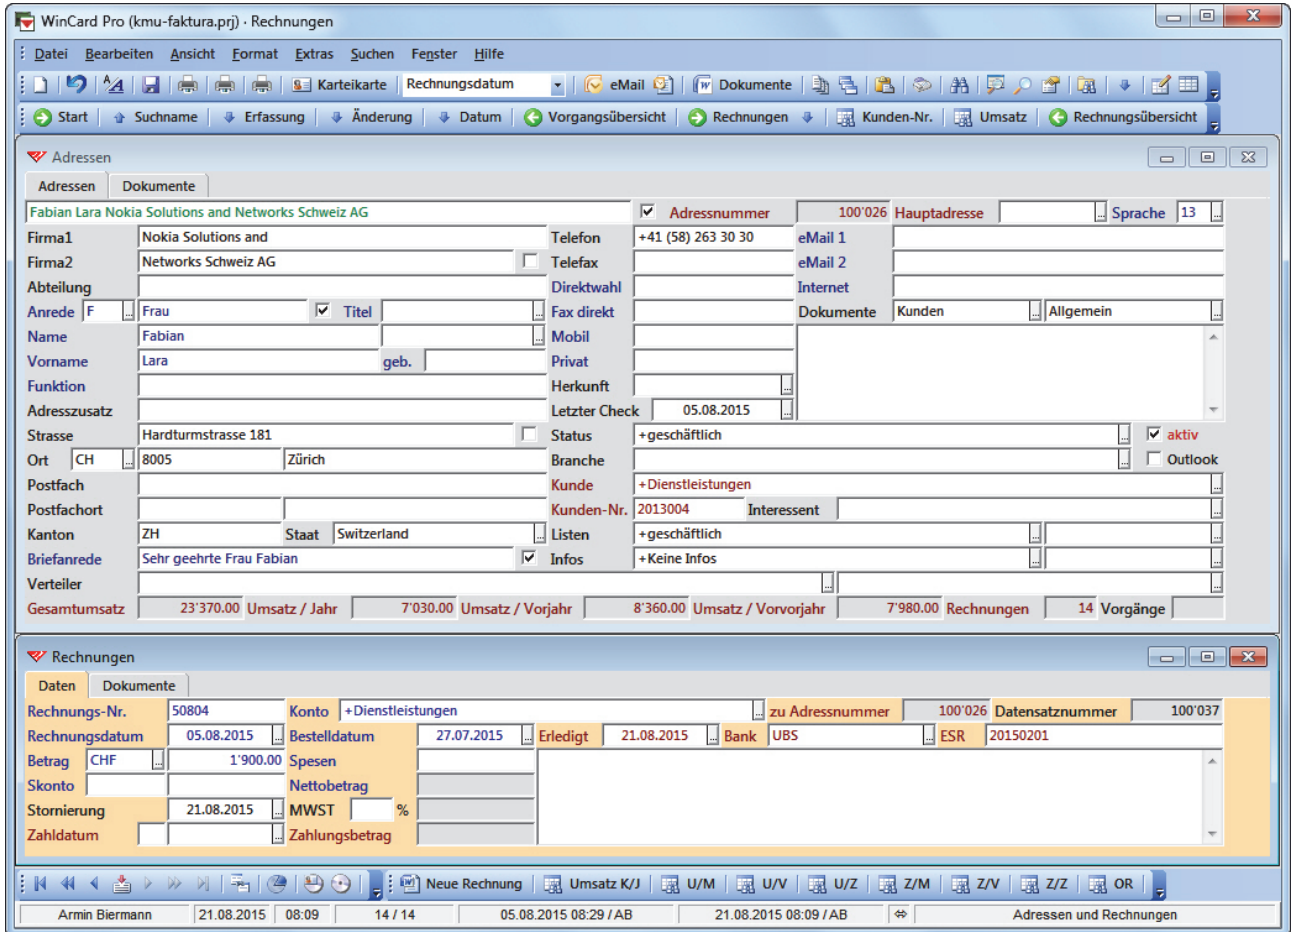 WinCard Pro (kmu-faktura.prj) · Rechnungen
Datei Bearbeiten Ansicht Format Extras Suchen Fenster Hilfe
Karteikarte Rechnungsdatum eMail Dokumente
Start Suchname Erfassung Änderung Datum Vorgangsübersicht Rechnungen Kunden-Nr. Umsatz Rechnungsübersicht
Adressen
Adressen Dokumente
Fabian Lara Nokia Solutions and Networks Schweiz AG Adressnummer 100'026 Hauptadresse Sprache 13
Firma1 Nokia Solutions and Telefon +41 (58) 263 30 30 eMail 1
Firma2 Networks Schweiz AG Telefax eMail 2
Abteilung Direktwahl Internet
Anrede F Frau Titel Fax direkt Dokumente Kunden Allgemein
Name Fabian Mobil
Vorname Lara geb. Privat
Funktion Herkunft
Adresszusatz Letzter Check 05.08.2015
Strasse Hardturmstrasse 181 Status +geschäftlich aktiv
Ort CH 8005 Zürich Branche Outlook
Postfach Kunde +Dienstleistungen
Postfachort Kunden-Nr. 2013004 Interessent
Kanton ZH Staat Switzerland Listen +geschäftlich
Briefanrede Sehr geehrte Frau Fabian Infos +Keine Infos
Verteiler
Gesamtumsatz 23'370.00 Umsatz / Jahr 7'030.00 Umsatz / Vorjahr 8'360.00 Umsatz / Vorvorjahr 7'980.00 Rechnungen 14 Vorgänge
Rechnungen
Daten Dokumente
Rechnungs-Nr. 50804 Konto +Dienstleistungen zu Adressnummer 100'026 Datensatznummer 100'037
Rechnungsdatum 05.08.2015 Bestelldatum 27.07.2015 Erledigt 21.08.2015 Bank UBS ESR 20150201
Betrag CHF 1'900.00 Spesen
Skonto Nettobetrag
Stornierung 21.08.2015 MWST %
Zahldatum Zahlungsbetrag
Neue Rechnung Umsatz K/J U/M U/V U/Z Z/M Z/V Z/Z OR
Armin Biermann 21.08.2015 08:09 14 / 14 05.08.2015 08:29 / AB 21.08.2015 08:09 / AB Adressen und Rechnungen